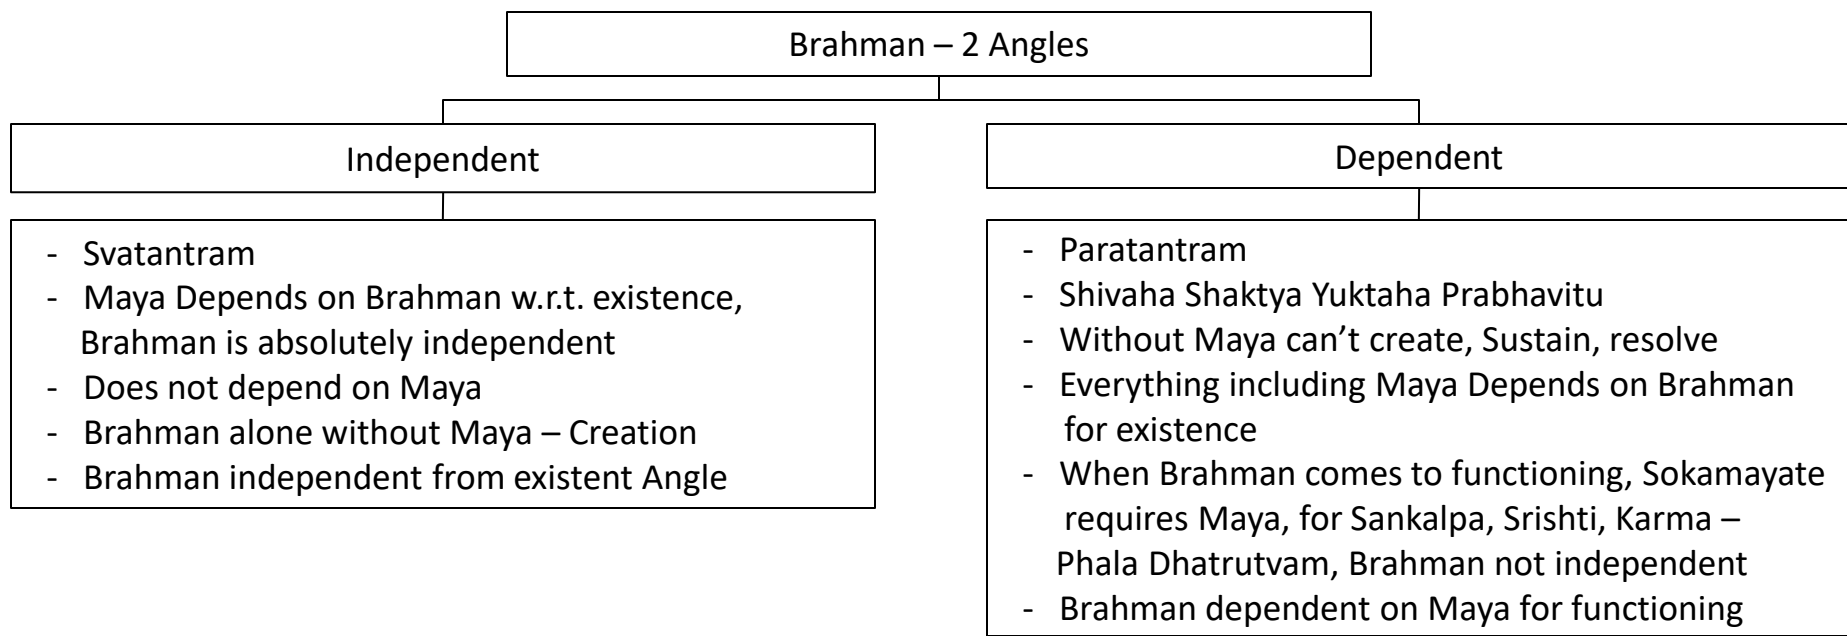 Brahman – 2 Angles
Independent
- Svatantram
- Maya Depends on Brahman w.r.t. existence,
Brahman is absolutely independent
- Does not depend on Maya
- Brahman alone without Maya – Creation
- Brahman independent from existent Angle
Dependent
- Paratantram
- Shivaha Shaktya Yuktaha Prabhavitu
- Without Maya can’t create, Sustain, resolve
- Everything including Maya Depends on Brahman
for existence
- When Brahman comes to functioning, Sokamayate
requires Maya, for Sankalpa, Srishti, Karma –
Phala Dhatrutvam, Brahman not independent
- Brahman dependent on Maya for functioning